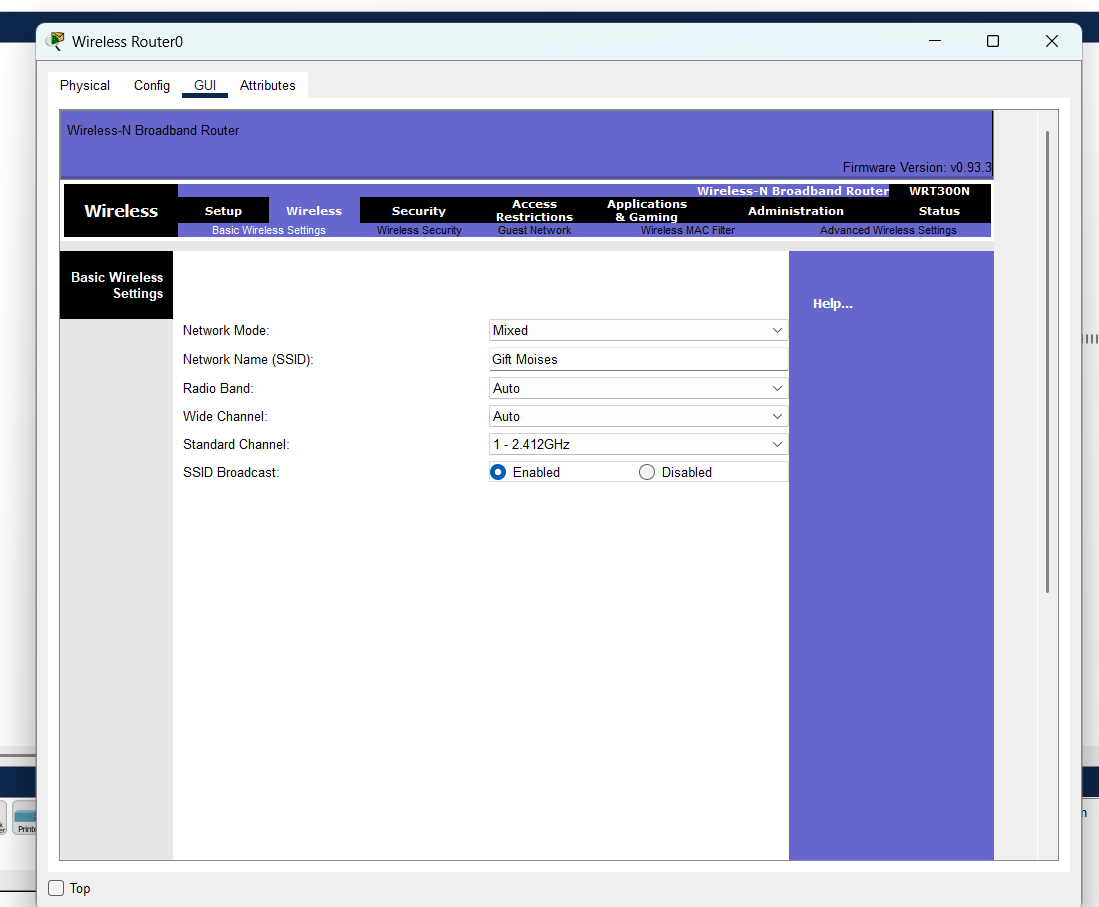 Wireless Router0
Physical Config GUI Attributes
Wireless-N Broadband Router
Firmware Version: v0.93.3
Wireless-N Broadband Router WRT300N
Wireless
Setup Wireless Security Access Restrictions Applications & Gaming Administration Status
Basic Wireless Settings Wireless Security Guest Network Wireless MAC Filter Advanced Wireless Settings
Basic Wireless
Settings
Help...
Network Mode: Mixed
Network Name (SSID): Gift Moises
Radio Band: Auto
Wide Channel: Auto
Standard Channel: 1 - 2.412GHz
SSID Broadcast: Enabled Disabled
Top